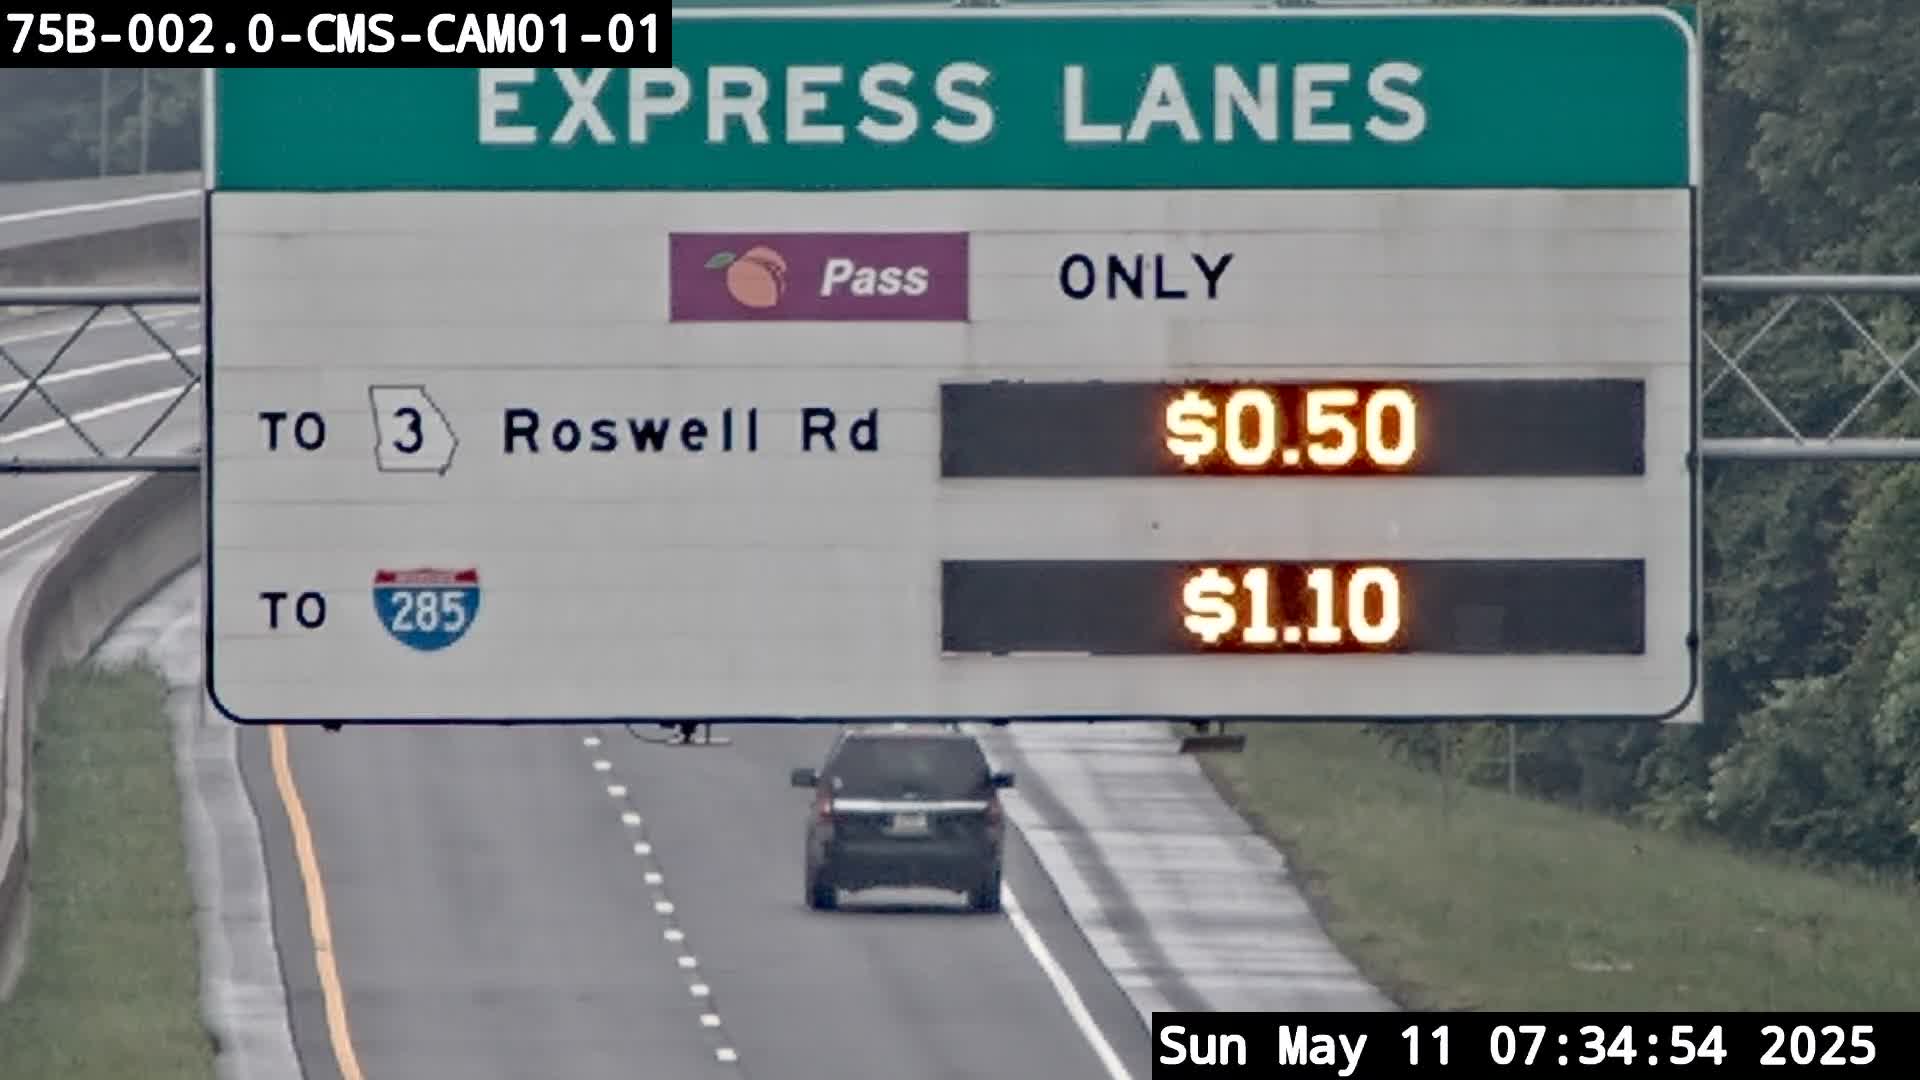 75B-002.0-CMS-CAM01-01
EXPRESS LANES
Pass ONLY
TO 3 Roswell Rd $0.50
TO 285 $1.10
Sun May 11 07:34:54 2025